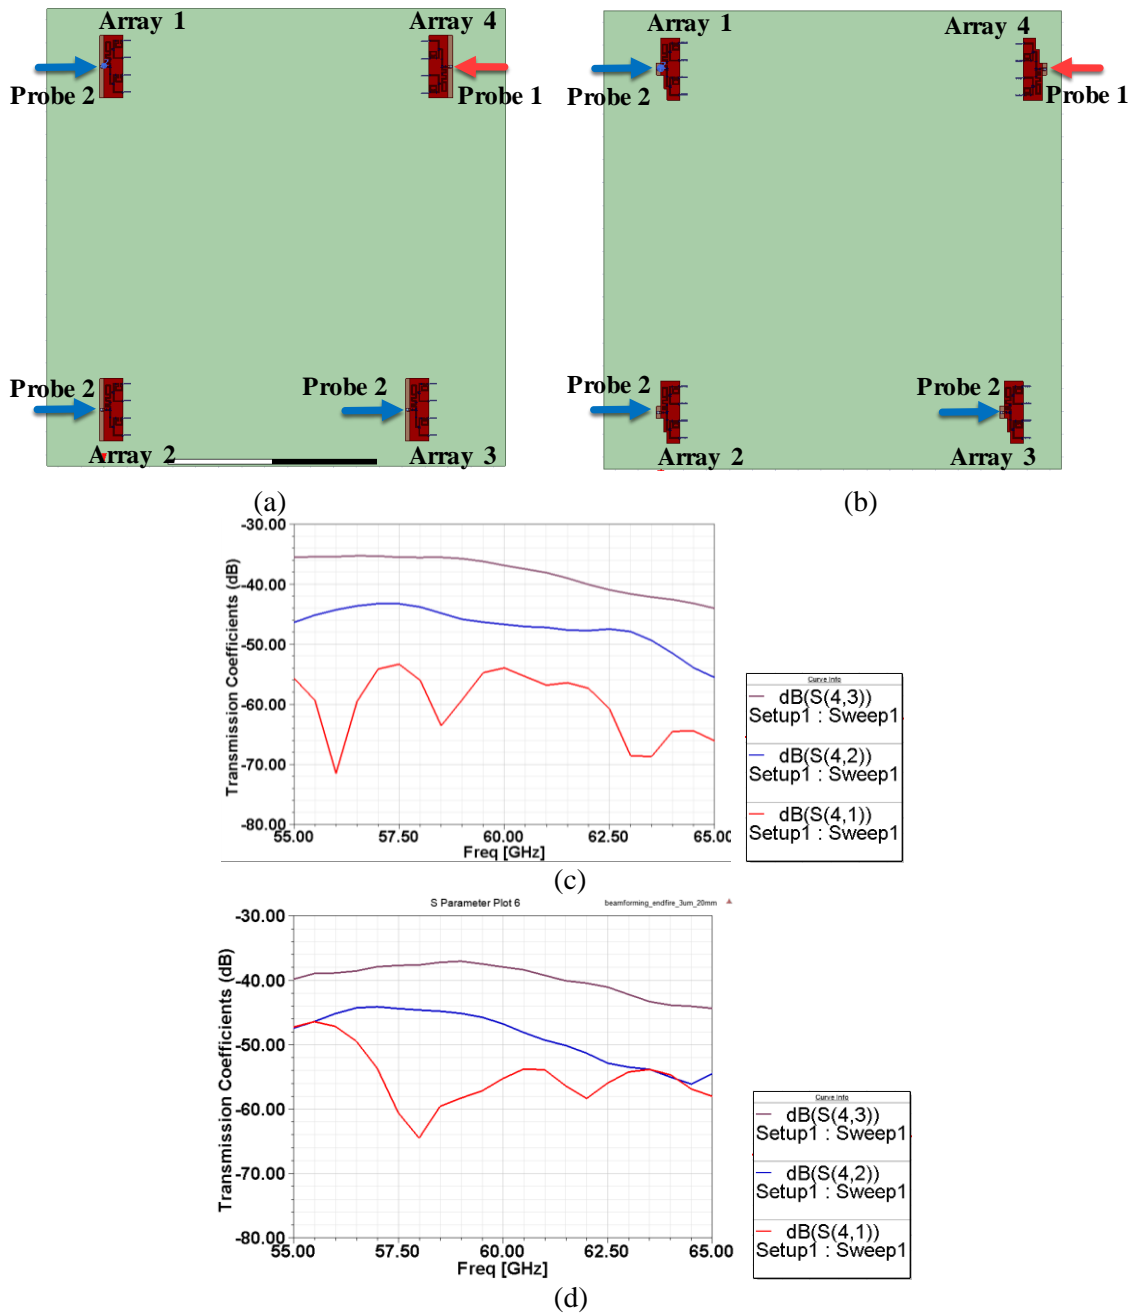 Array 1
Array 4
Probe 2
Probe 1
Probe 2
Probe 2
Array 2
Array 3
(a)
Array 1
Array 4
Probe 2
Probe 1
Probe 2
Probe 2
Array 2
Array 3
(b)
Transmission Coefficients (dB)
-30.00
-40.00
-50.00
-60.00
-70.00
-80.00
55.00 57.50 60.00 62.50 65.00
Freq [GHz]
Curve Info
dB(S(4,3))
Setup1 : Sweep1
dB(S(4,2))
Setup1 : Sweep1
dB(S(4,1))
Setup1 : Sweep1
(c)
S Parameter Plot 6
beamforming_endfire_3um_20mm
Transmission Coefficients (dB)
-30.00
-40.00
-50.00
-60.00
-70.00
-80.00
55.00 57.50 60.00 62.50 65.00
Freq [GHz]
Curve Info
dB(S(4,3))
Setup1 : Sweep1
dB(S(4,2))
Setup1 : Sweep1
dB(S(4,1))
Setup1 : Sweep1
(d)